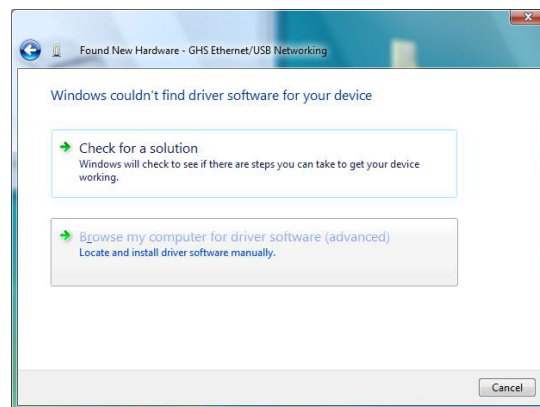 Found New Hardware - GHS Ethernet/USB Networking
Windows couldn't find driver software for your device
Check for a solution
Windows will check to see if there are steps you can take to get your device
working.
Browse my computer for driver software (advanced)
Locate and install driver software manually.
Cancel